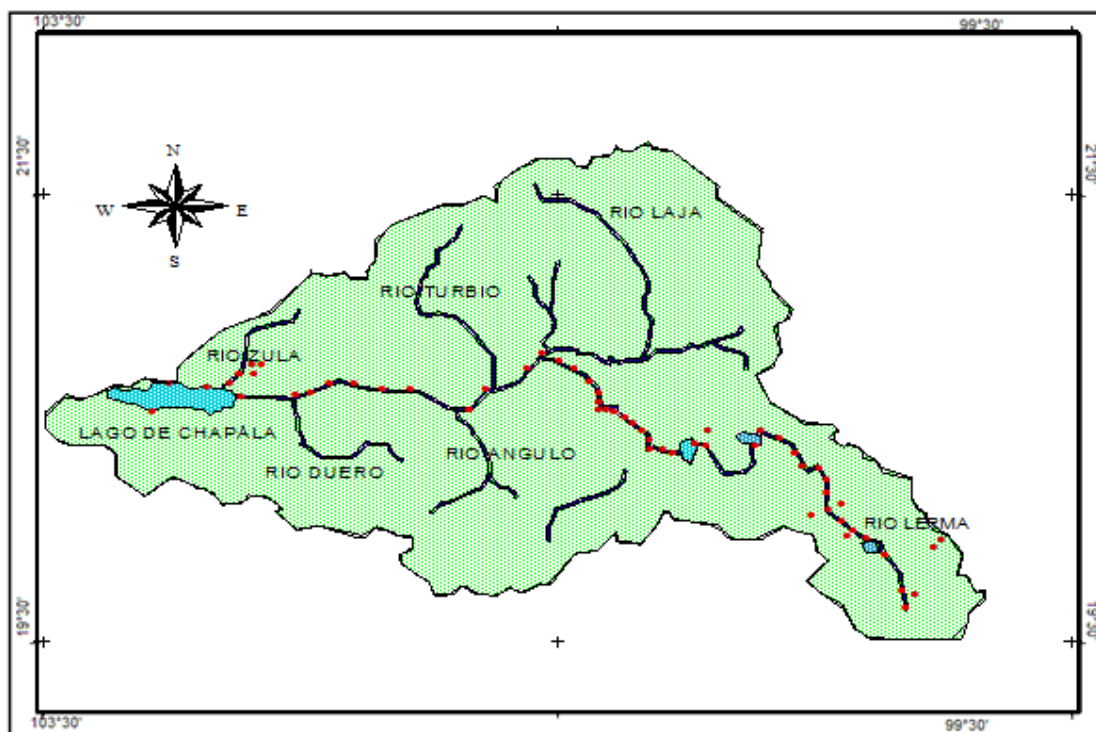 103°30'
99°30'
21°30'
21°30'
N
W
E
S
RIO LAJA
RIO TURBIO
RIO ZULA
LAGO DE CHAPALA
RIO DUERO
RIO ANGULO
RIO LERMA
19°30'
19°30'
103°30'
99°30'